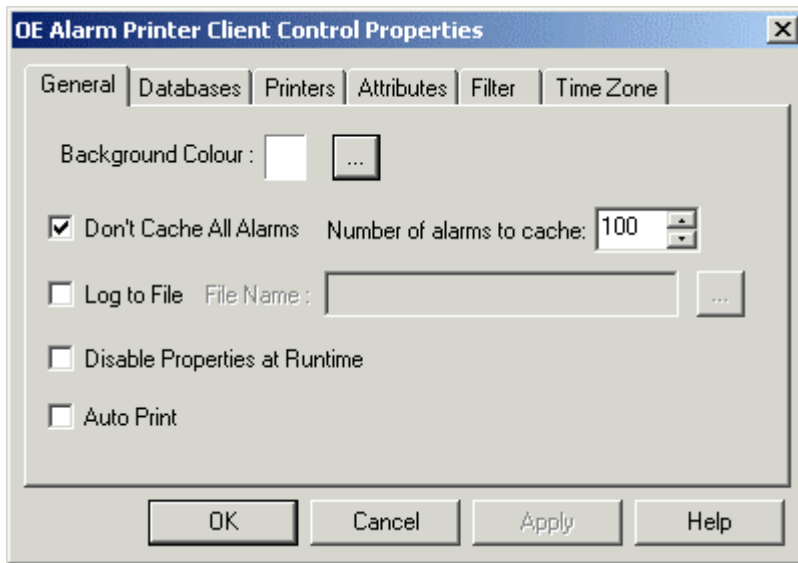 OE Alarm Printer Client Control Properties
General Databases Printers Attributes Filter Time Zone
Background Colour : ...
Don't Cache All Alarms Number of alarms to cache: 100
Log to File File Name : ...
Disable Properties at Runtime
Auto Print
OK Cancel Apply Help